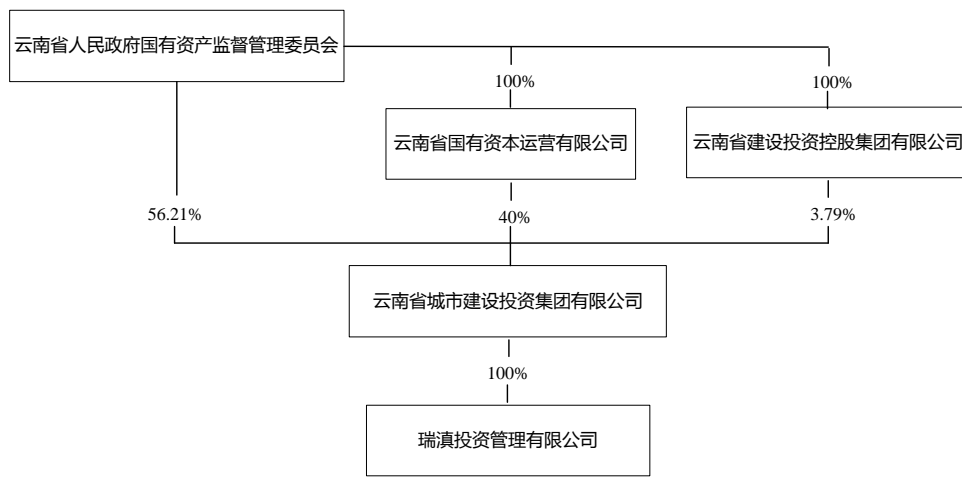 云南省人民政府国有资产监督管理委员会
100%
100%
云南省国有资本运营有限公司
云南省建设投资控股集团有限公司
56.21%
40%
3.79%
云南省城市建设投资集团有限公司
100%
瑞滇投资管理有限公司